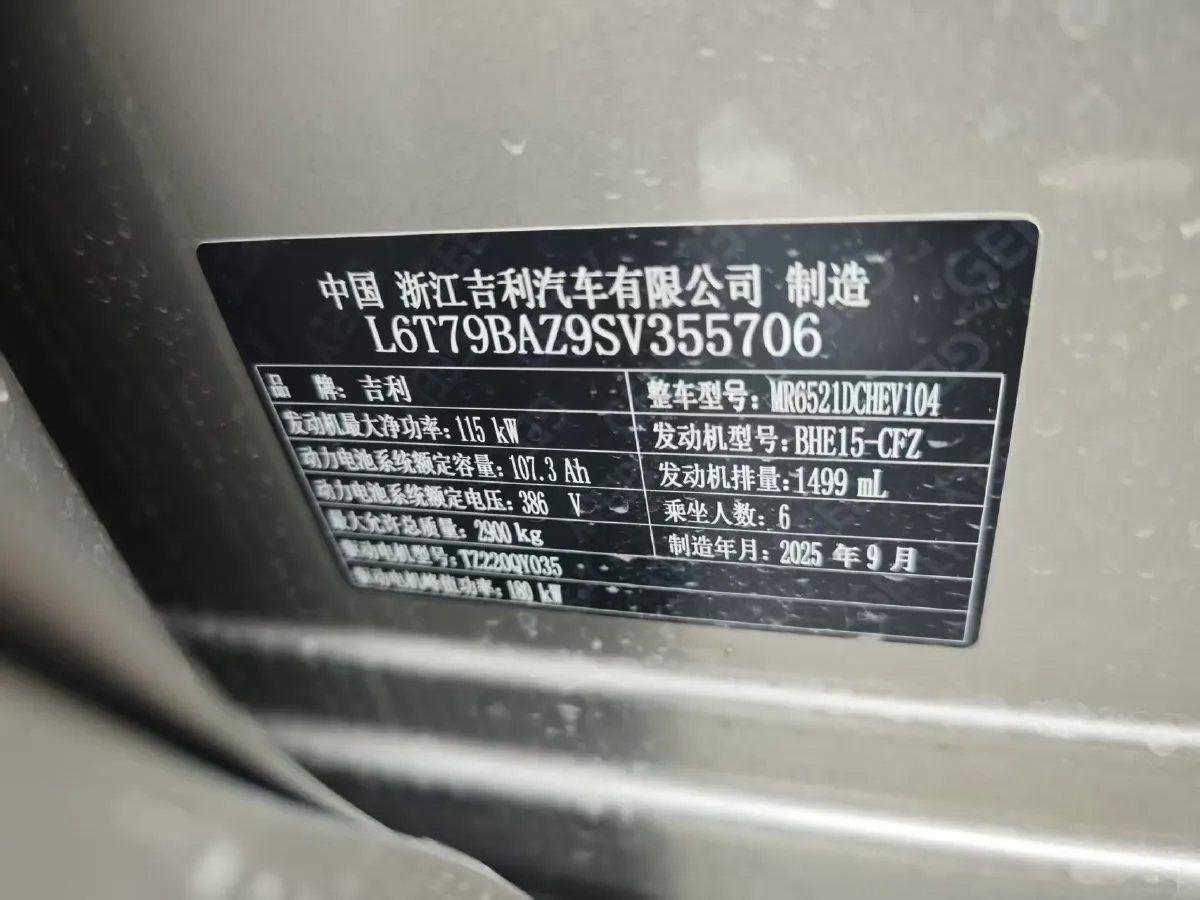 中国 浙江吉利汽车有限公司 制造
L6T79BAZ9SV355706
品 牌: 吉利 整车型号: MR6521DCHEV104
发动机最大净功率: 115 kW 发动机型号: BHE15-CFZ
动力电池系统额定容量: 107.3 Ah 发动机排量: 1499 mL
动力电池系统额定电压: 386 V 乘坐人数: 6
最大允许总质量: 2900 kg 制造年月: 2025 年 9 月
驱动电机型号: TZ220QY035
驱动电机峰值功率: 180 kW